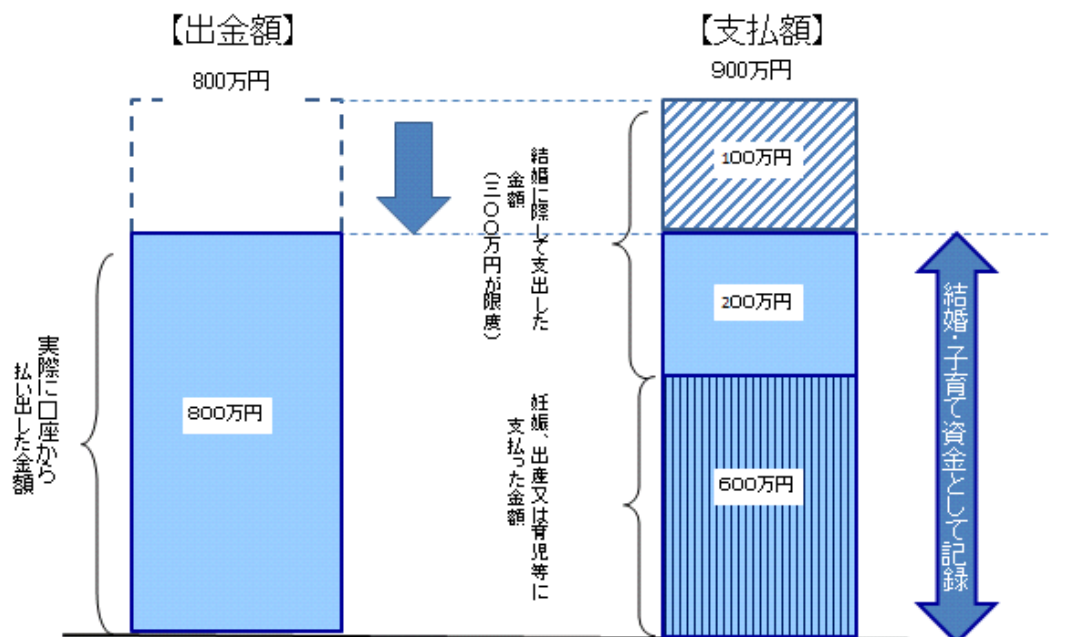 【出金額】
800万円
実際に口座から
払い出した金額
800万円
【支払額】
900万円
結婚に際して支出した
金額
(三〇〇万円が限度)
100万円
200万円
妊娠、出産又は育児等に
支払った金額
600万円
結婚・子育て資金として記録